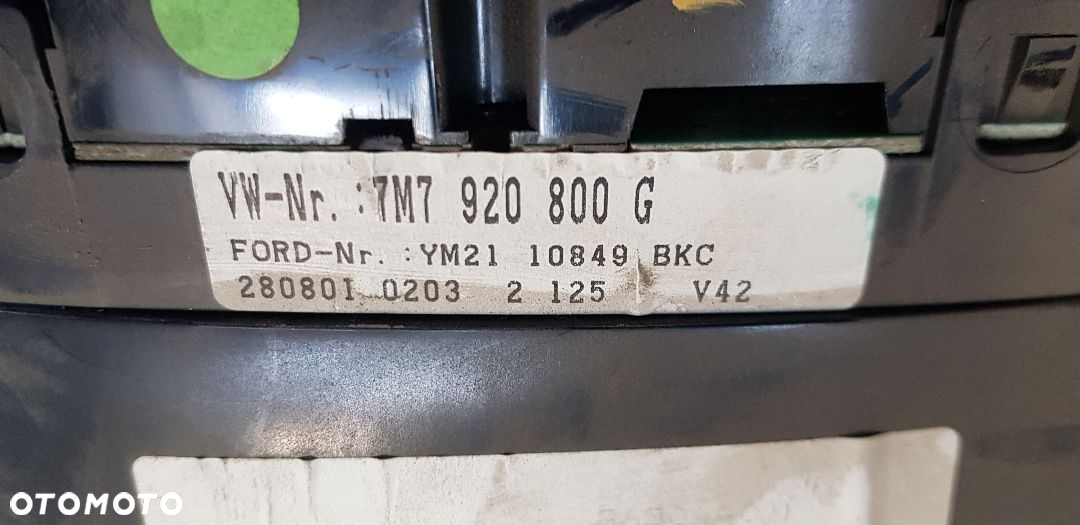 VW-Nr. :7M7 920 800 G
FORD-Nr. :YM21 10849 BKC
280801 0203 2 125 V42
OTOMOTO